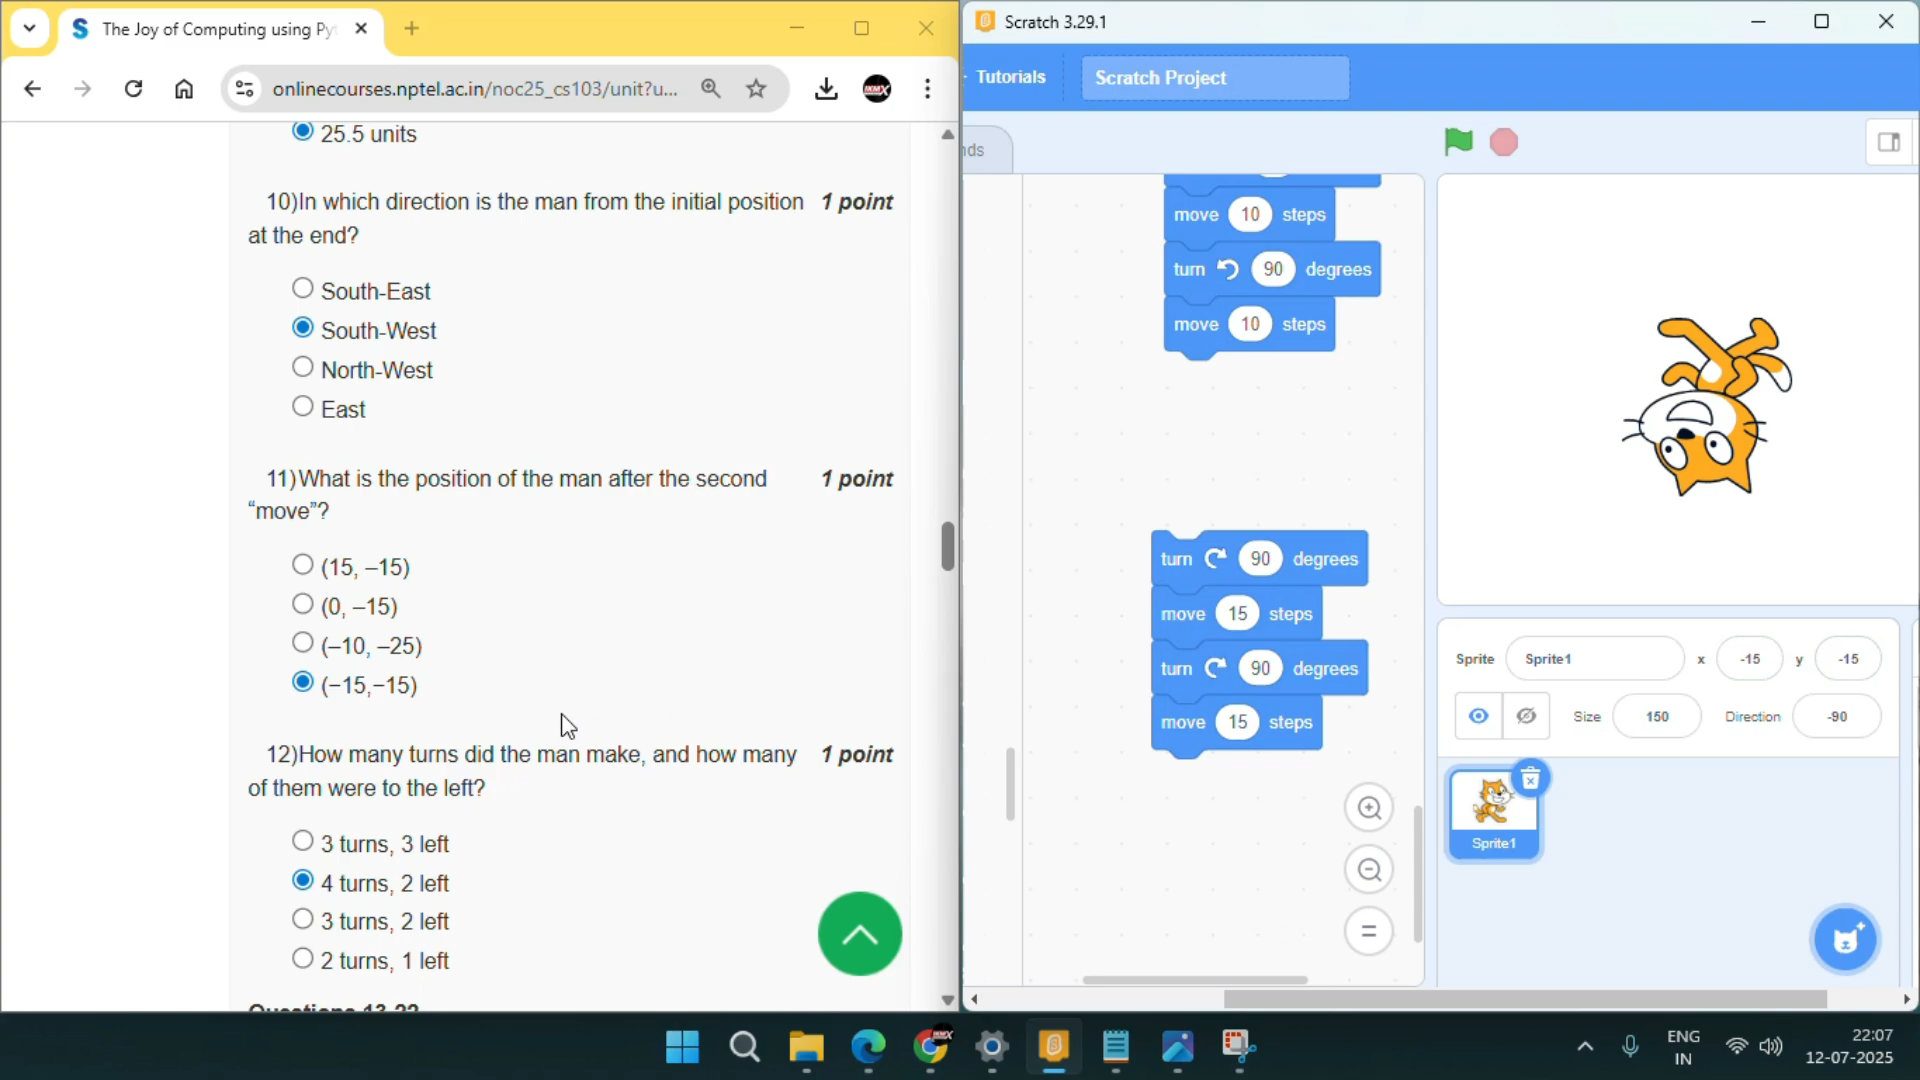 The Joy of Computing using Py
onlinecourses.nptel.ac.in/noc25_cs103/unit?u...
25.5 units
10)In which direction is the man from the initial position 1 point
at the end?
South-East
South-West
North-West
East
11)What is the position of the man after the second 1 point
“move”?
(15, –15)
(0, –15)
(–10, –25)
(−15,−15)
12)How many turns did the man make, and how many 1 point
of them were to the left?
3 turns, 3 left
4 turns, 2 left
3 turns, 2 left
2 turns, 1 left
Scratch 3.29.1
Tutorials
Scratch Project
nds
move 10 steps
turn 90 degrees
move 10 steps
turn 90 degrees
move 15 steps
turn 90 degrees
move 15 steps
Sprite Sprite1 x -15 y -15
Size 150 Direction -90
Sprite1
ENG
IN
22:07
12-07-2025